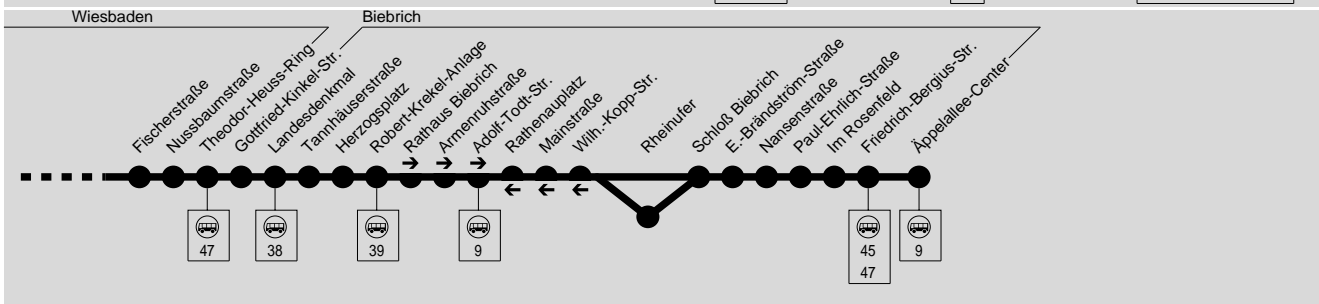 Wiesbaden
Biebrich
Fischerstraße
Nussbaumstraße
Theodor-Heuss-Ring
Gottfried-Kinkel-Str.
Landesdenkmal
Tannhäuserstraße
Herzogsplatz
Robert-Krekel-Anlage
Rathaus Biebrich
Armenruhstraße
Adolf-Todt-Str.
Rathenauplatz
Mainstraße
Wilh.-Kopp-Str.
Rheinufer
Schloß Biebrich
E.-Brändström-Straße
Nansenstraße
Paul-Ehrlich-Straße
Im Rosenfeld
Friedrich-Bergius-Str.
Äppelallee-Center
47
38
39
9
45
47
9